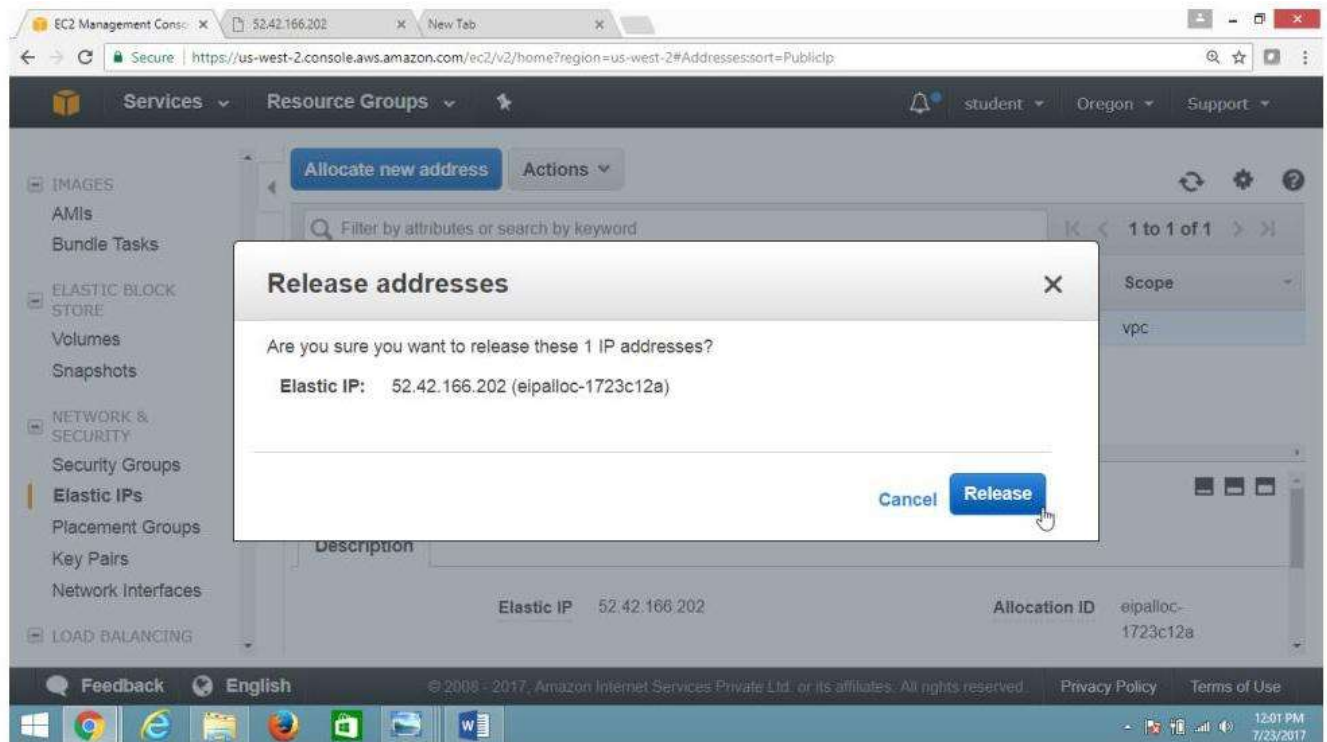 EC2 Management Cons
52.42.166.202
New Tab
Secure
https://us-west-2.console.aws.amazon.com/ec2/v2/home?region=us-west-2#Addresses:sort=PublicIp
Services
Resource Groups
student
Oregon
Support
Allocate new address
Actions
IMAGES
AMIs
Bundle Tasks
Filter by attributes or search by keyword
1 to 1 of 1
ELASTIC BLOCK
STORE
Volumes
Snapshots
Scope
vpc
Release addresses
Are you sure you want to release these 1 IP addresses?
Elastic IP: 52.42.166.202 (eipalloc-1723c12a)
Cancel
Release
NETWORK &
SECURITY
Security Groups
Elastic IPs
Placement Groups
Key Pairs
Network Interfaces
LOAD BALANCING
Description
Elastic IP 52.42.166.202
Allocation ID eipalloc-
1723c12a
Feedback
English
© 2008 - 2017, Amazon Internet Services Private Ltd. or its affiliates. All rights reserved.
Privacy Policy
Terms of Use
12:01 PM
7/23/2017